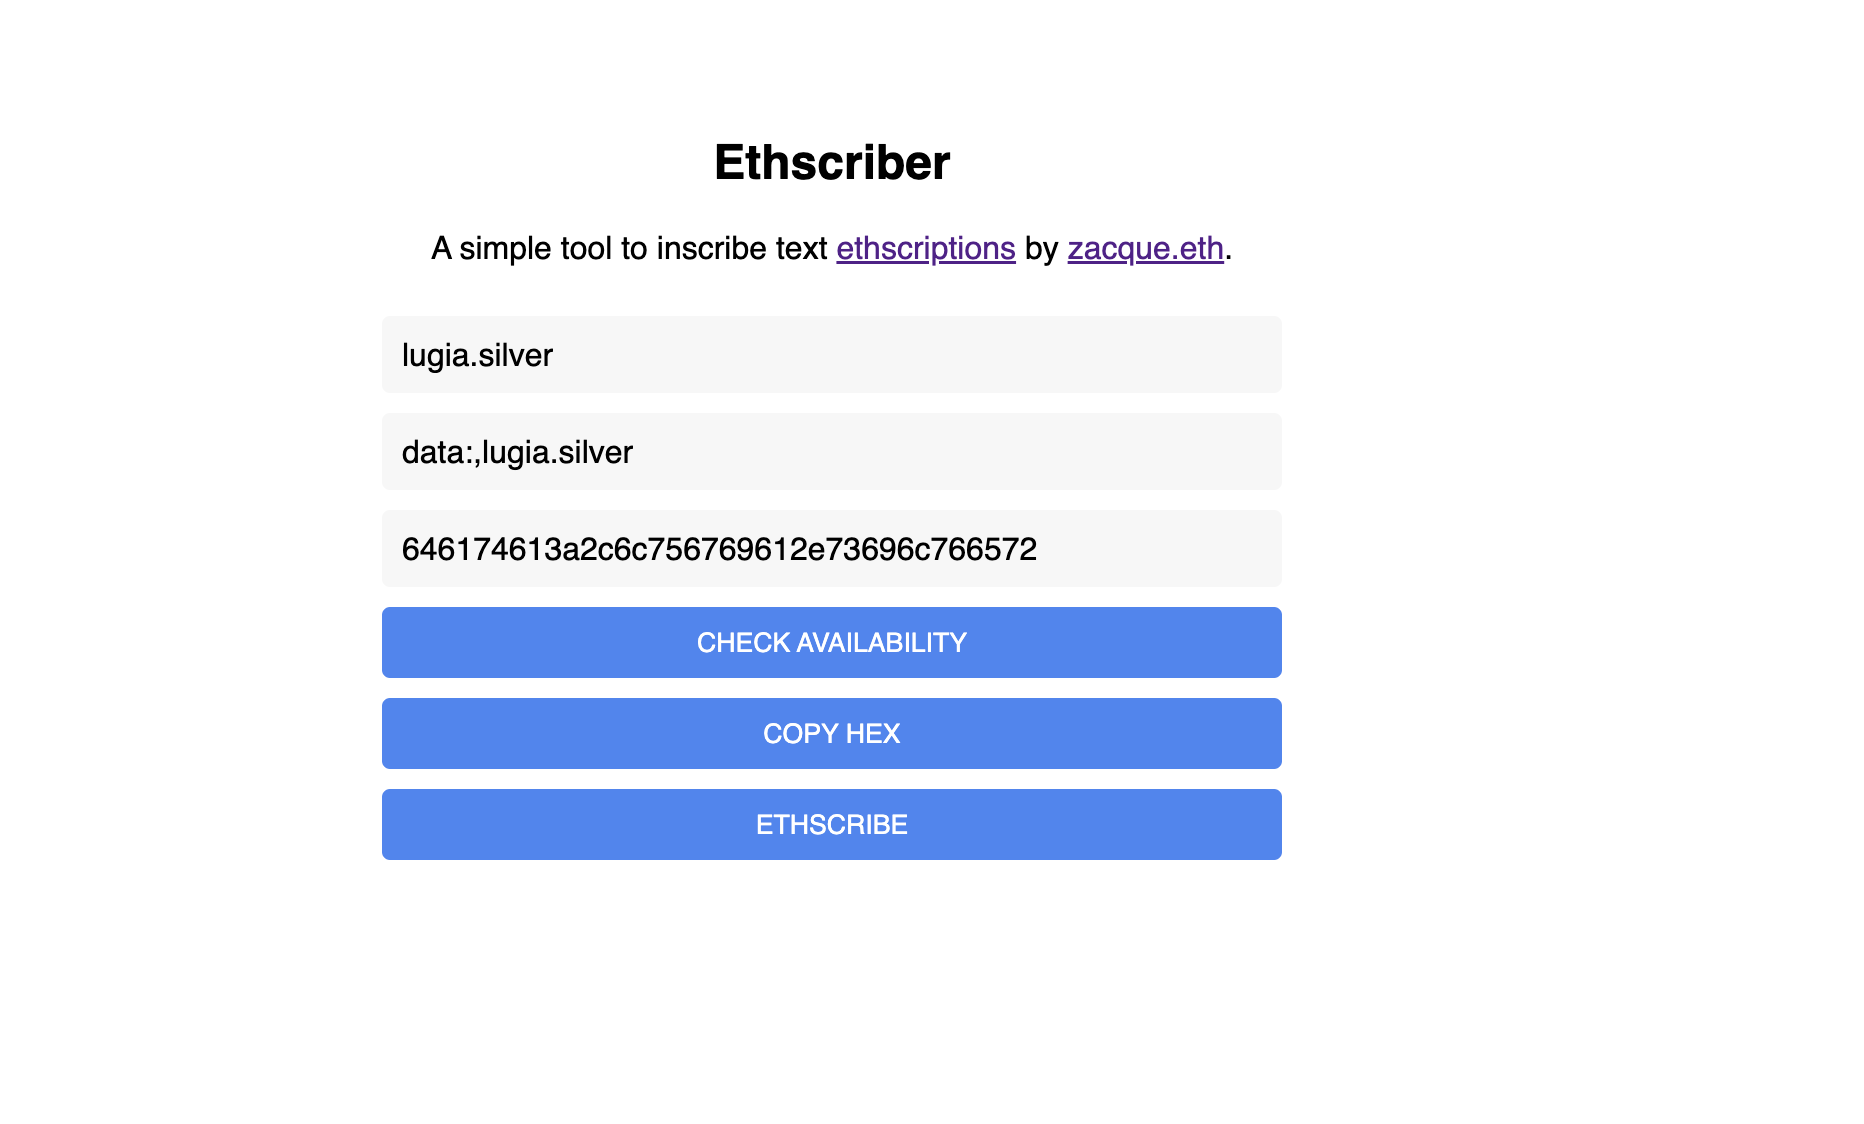 Ethscriber
A simple tool to inscribe text ethscriptions by zacque.eth.
lugia.silver
data:,lugia.silver
646174613a2c6c756769612e73696c766572
CHECK AVAILABILITY
COPY HEX
ETHSCRIBE